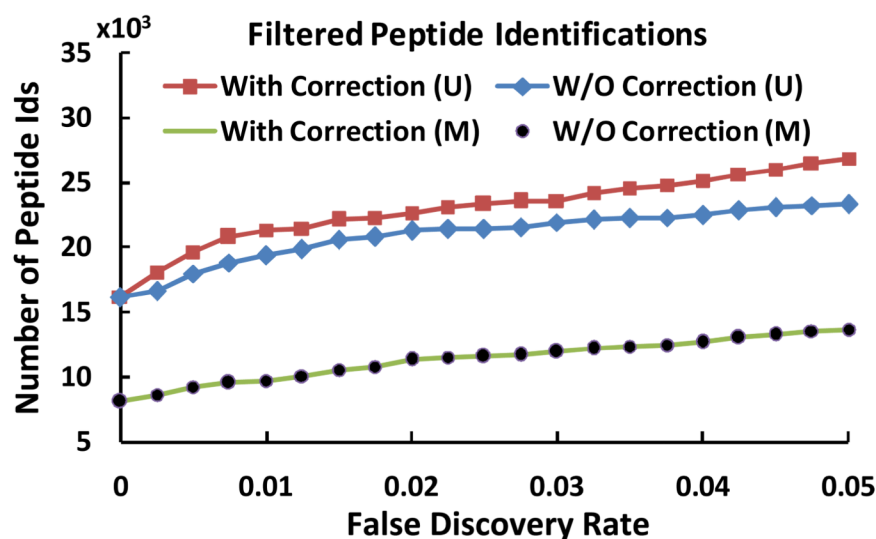 x10³ Filtered Peptide Identifications
35
With Correction (U) W/O Correction (U)
30
With Correction (M) W/O Correction (M)
25
20
15
10
5
Number of Peptide Ids
0 0.01 0.02 0.03 0.04 0.05
False Discovery Rate